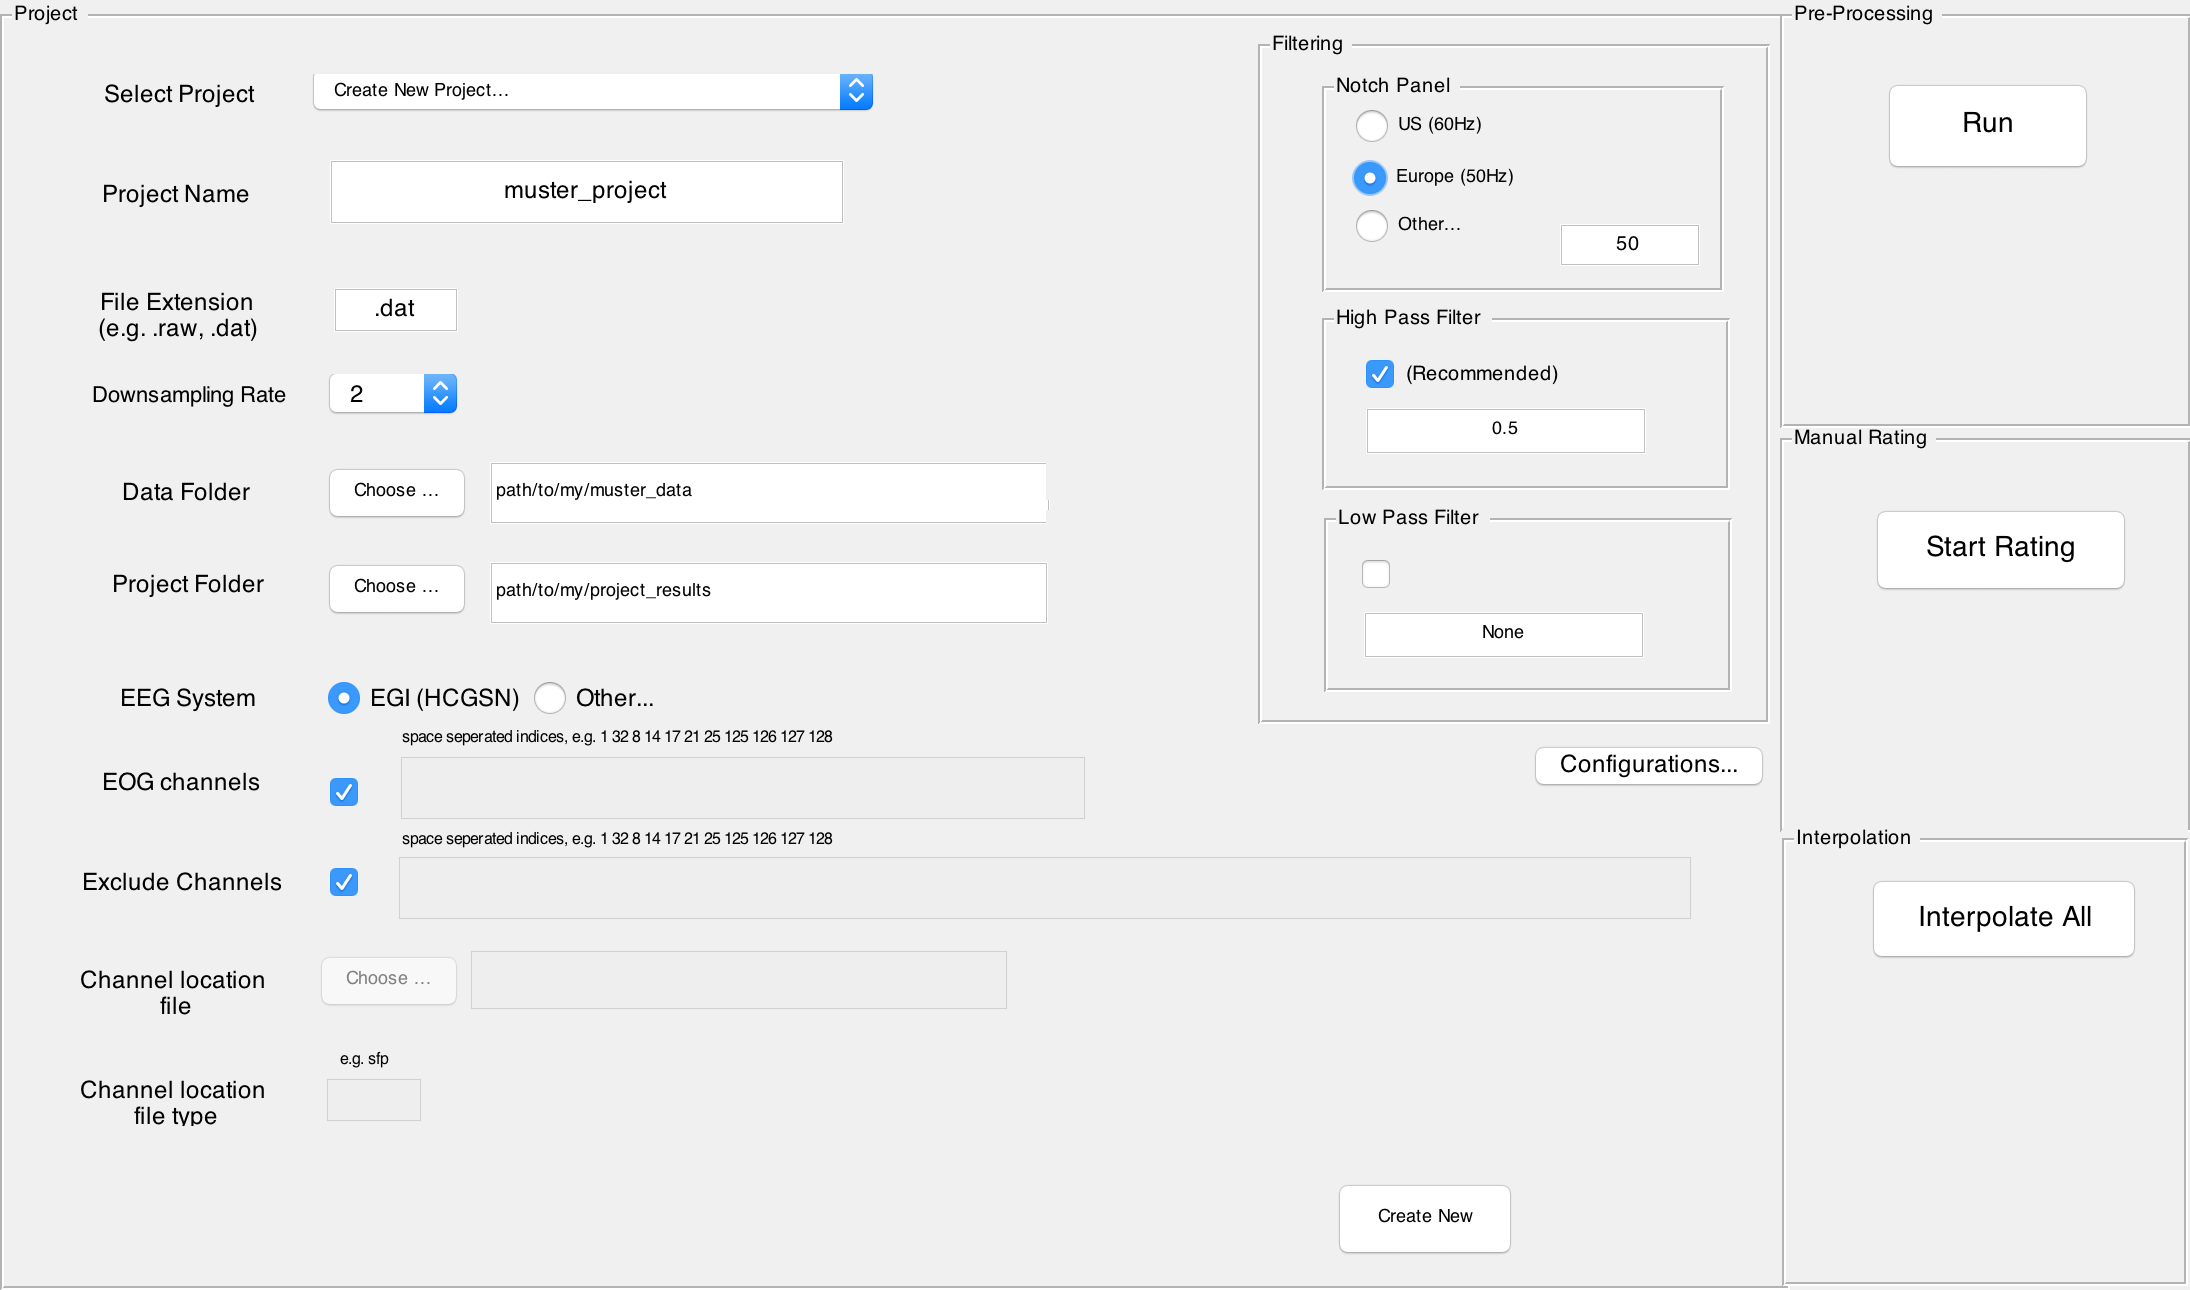 Project
Select Project
Create New Project...
Project Name
muster_project
File Extension
(e.g. .raw, .dat)
.dat
Downsampling Rate
2
Data Folder
Choose ...
path/to/my/muster_data
Project Folder
Choose ...
path/to/my/project_results
EEG System
EGI (HCGSN)
Other...
space seperated indices, e.g. 1 32 8 14 17 21 25 125 126 127 128
EOG channels
space seperated indices, e.g. 1 32 8 14 17 21 25 125 126 127 128
Exclude Channels
Channel location
file
Choose ...
e.g. sfp
Channel location
file type
Filtering
Notch Panel
US (60Hz)
Europe (50Hz)
Other...
50
High Pass Filter
(Recommended)
0.5
Low Pass Filter
None
Configurations...
Create New
Pre-Processing
Run
Manual Rating
Start Rating
Interpolation
Interpolate All